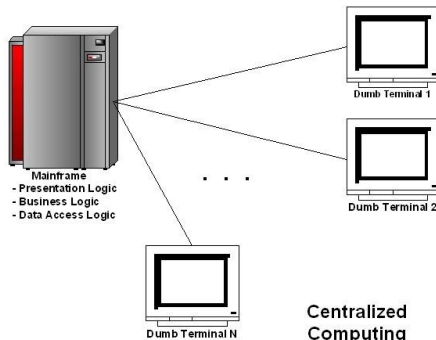 Dumb Terminal 1
Mainframe
- Presentation Logic
- Business Logic
- Data Access Logic
. . .
Dumb Terminal 2
Dumb Terminal N
Centralized
Computing